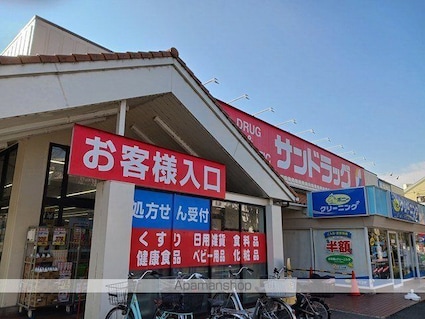 DRUG
サンドラッグ
お客様入口
処方せん受付
くすり 日用雑貨 食料品
健康食品 ベビー用品 化粧品
クリーニング
半額
Apamanshop